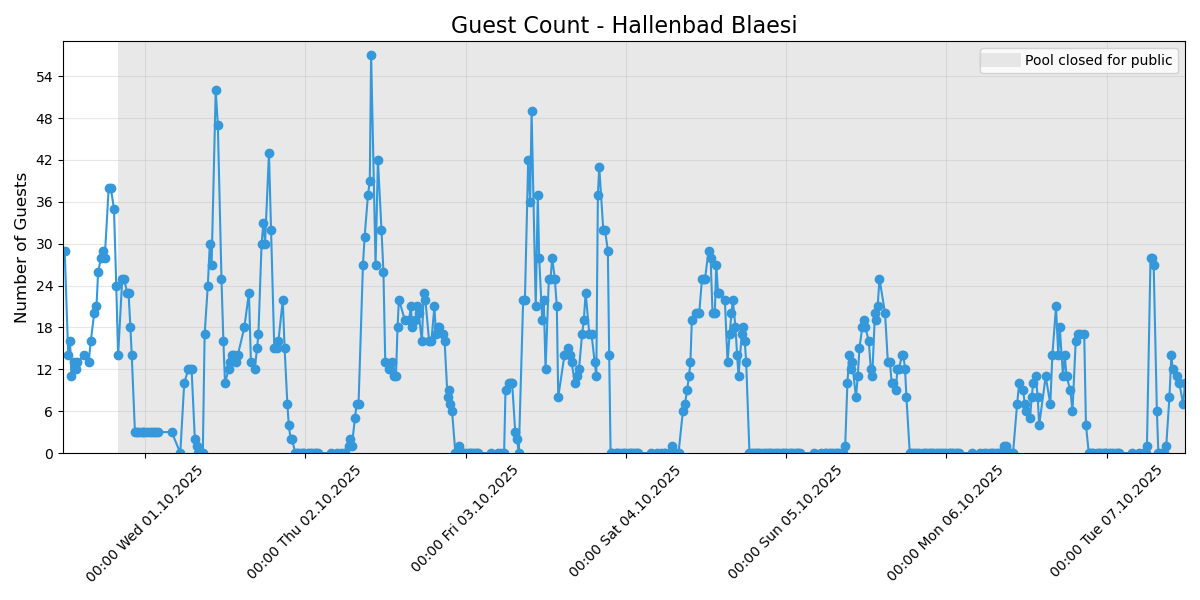 Guest Count - Hallenbad Blaesi
Pool closed for public
Number of Guests
54
48
42
36
30
24
18
12
6
0
00:00 Wed 01.10.2025
00:00 Thu 02.10.2025
00:00 Fri 03.10.2025
00:00 Sat 04.10.2025
00:00 Sun 05.10.2025
00:00 Mon 06.10.2025
00:00 Tue 07.10.2025